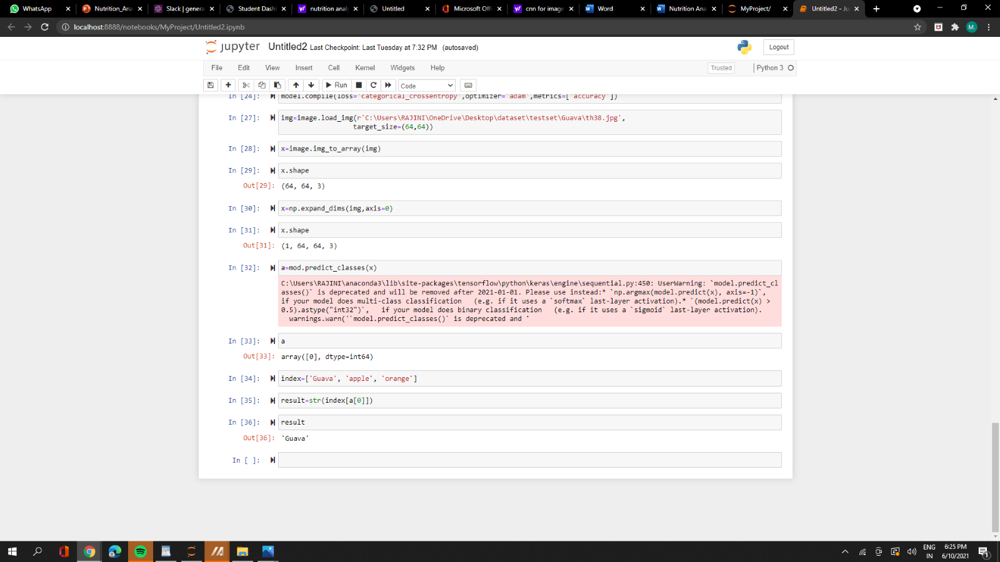 WhatsApp
Nutrition_Ana
Slack | genera
Student Dash
nutrition anal
Untitled
Microsoft Offi
cnn for image
Word
Nutrition Ana
MyProject/
Untitled2 - Ju
localhost:8888/notebooks/MyProject/Untitled2.ipynb
M.
jupyter Untitled2 Last Checkpoint: Last Tuesday at 7:32 PM (autosaved)
Logout
File Edit View Insert Cell Kernel Widgets Help
Trusted
Python 3
Run
Code
In [24]: model.compile(loss='categorical_crossentropy',optimizer='adam',metrics=['accuracy'])
In [27]: img=image.load_img(r'C:\Users\RAJINI\OneDrive\Desktop\dataset\testset\Guava\th38.jpg',
target_size=(64,64))
In [28]: x=image.img_to_array(img)
In [29]: x.shape
Out[29]: (64, 64, 3)
In [30]: x=np.expand_dims(img,axis=0)
In [31]: x.shape
Out[31]: (1, 64, 64, 3)
In [32]: a=mod.predict_classes(x)
C:\Users\RAJINI\anaconda3\lib\site-packages\tensorflow\python\keras\engine\sequential.py:450: UserWarning: `model.predict_cl
asses()` is deprecated and will be removed after 2021-01-01. Please use instead:* `np.argmax(model.predict(x), axis=-1)`,
if your model does multi-class classification   (e.g. if it uses a `softmax` last-layer activation).* `(model.predict(x) >
0.5).astype("int32")`,   if your model does binary classification   (e.g. if it uses a `sigmoid` last-layer activation).
warnings.warn('`model.predict_classes()` is deprecated and '
In [33]: a
Out[33]: array([0], dtype=int64)
In [34]: index=['Guava', 'apple', 'orange']
In [35]: result=str(index[a[0]])
In [36]: result
Out[36]: 'Guava'
In [ ]:
ENG
IN
6:25 PM
6/10/2021
1